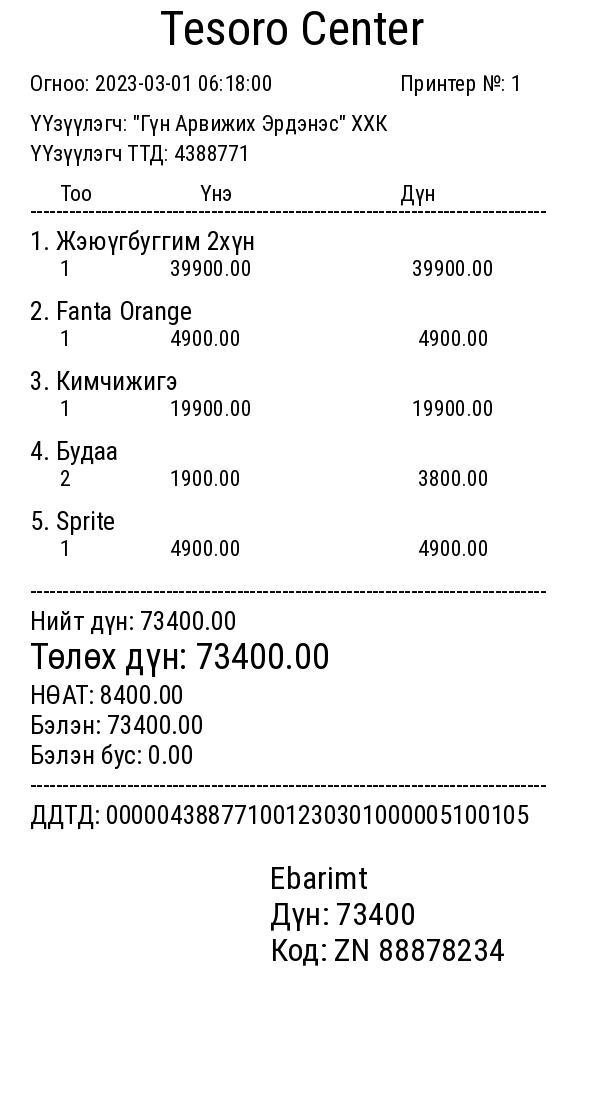 Tesoro Center
Огноо: 2023-03-01 06:18:00 Принтер №: 1
ҮҮзүүлэгч: "Гүн Арвижих Эрдэнэс" ХХК
ҮҮзүүлэгч ТТД: 4388771
Тоо Үнэ Дүн
1. Жэюүгбуггим 2хүн
1 39900.00 39900.00
2. Fanta Orange
1 4900.00 4900.00
3. Кимчижигэ
1 19900.00 19900.00
4. Будаа
2 1900.00 3800.00
5. Sprite
1 4900.00 4900.00
Нийт дүн: 73400.00
Төлөх дүн: 73400.00
НӨАТ: 8400.00
Бэлэн: 73400.00
Бэлэн бус: 0.00
ДДТД: 000004388771001230301000005100105
Ebarimt
Дүн: 73400
Код: ZN 88878234